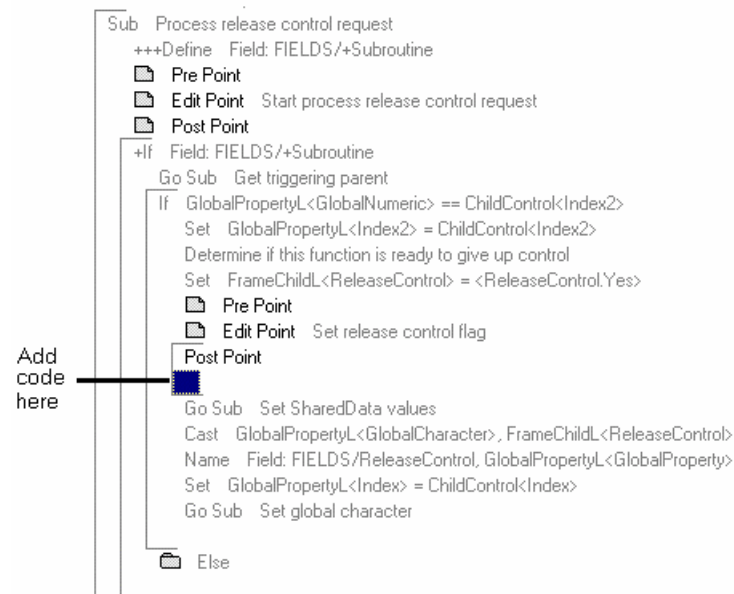 Sub Process release control request
+++Define Field: FIELDS/+Subroutine
Pre Point
Edit Point Start process release control request
Post Point
+If Field: FIELDS/+Subroutine
Go Sub Get triggering parent
If GlobalPropertyL<GlobalNumeric> == ChildControl<Index2>
Set GlobalPropertyL<Index2> = ChildControl<Index2>
Determine if this function is ready to give up control
Set FrameChildL<ReleaseControl> = <ReleaseControl.Yes>
Pre Point
Edit Point Set release control flag
Post Point
Add
code
here
Go Sub Set SharedData values
Cast GlobalPropertyL<GlobalCharacter>, FrameChildL<ReleaseControl>
Name Field: FIELDS/ReleaseControl, GlobalPropertyL<GlobalProperty>
Set GlobalPropertyL<Index> = ChildControl<Index>
Go Sub Set global character
Else